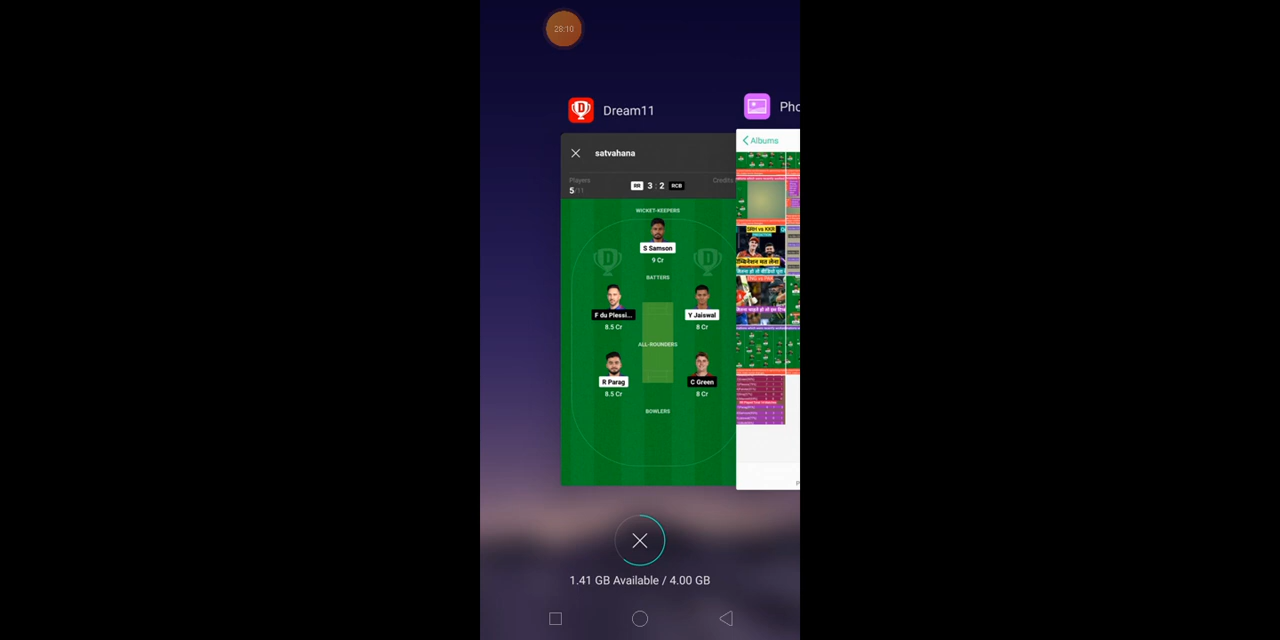 28:10
Dream11
Pho
satvahana
Albums
Players
Credits
5/11
RR 3 : 2 RCB
WICKET-KEEPERS
S Samson
9 Cr
BATTERS
F du Plessi...
Y Jaiswal
8.5 Cr
8 Cr
ALL-ROUNDERS
R Parag
C Green
8.5 Cr
8 Cr
BOWLERS
SRH vs KKR
1.41 GB Available / 4.00 GB